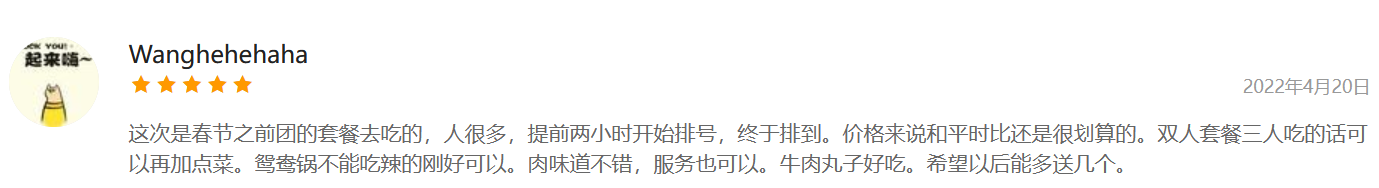 OCK YOU!
起来嗨~
Wanghehehaha
2022年4月20日
这次是春节之前团的套餐去吃的，人很多，提前两小时开始排号，终于排到。价格来说和平时比还是很划算的。双人套餐三人吃的话可
以再加点菜。鸳鸯锅不能吃辣的刚好可以。肉味道不错，服务也可以。牛肉丸子好吃。希望以后能多送几个。